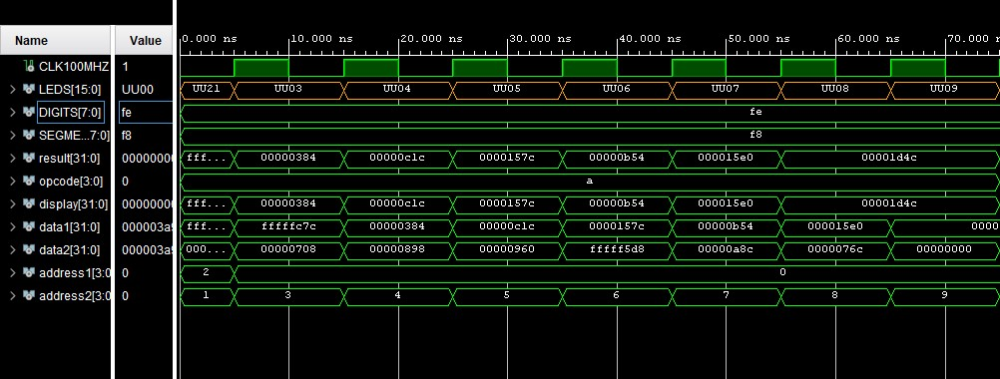 Name Value 0.000 ns 10.000 ns 20.000 ns 30.000 ns 40.000 ns 50.000 ns 60.000 ns 70.000
CLK100MHZ 1
LEDS[15:0] UU00 UU21 UU03 UU04 UU05 UU06 UU07 UU08 UU09
DIGITS[7:0] fe fe
SEGME...7:0] f8 f8
result[31:0] 00000000 fff... 00000384 00000c1c 0000157c 00000b54 000015e0 00001d4c
opcode[3:0] 0 a
display[31:0] 00000000 fff... 00000384 00000c1c 0000157c 00000b54 000015e0 00001d4c
data1[31:0] 000003a9 fff... fffffc7c 00000384 00000c1c 0000157c 00000b54 000015e0 0000
data2[31:0] 000003a9 000... 00000708 00000898 00000960 fffff5d8 00000a8c 0000076c 00000000
address1[3:0 0 2 0
address2[3:0 0 1 3 4 5 6 7 8 9